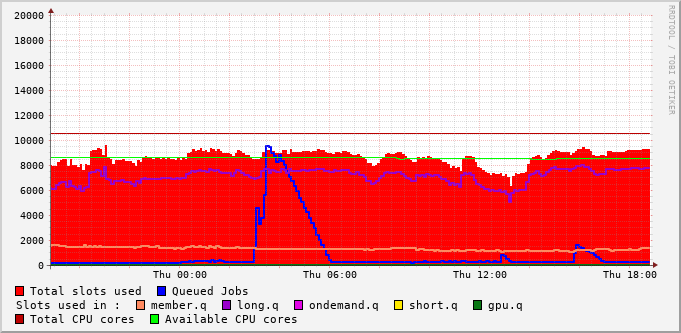 RRDTOOL / TOBI OETIKER
20000
18000
16000
14000
12000
10000
8000
6000
4000
2000
0
Thu 00:00 Thu 06:00 Thu 12:00 Thu 18:00
Total slots used Queued Jobs
Slots used in : member.q long.q ondemand.q short.q gpu.q
Total CPU cores Available CPU cores